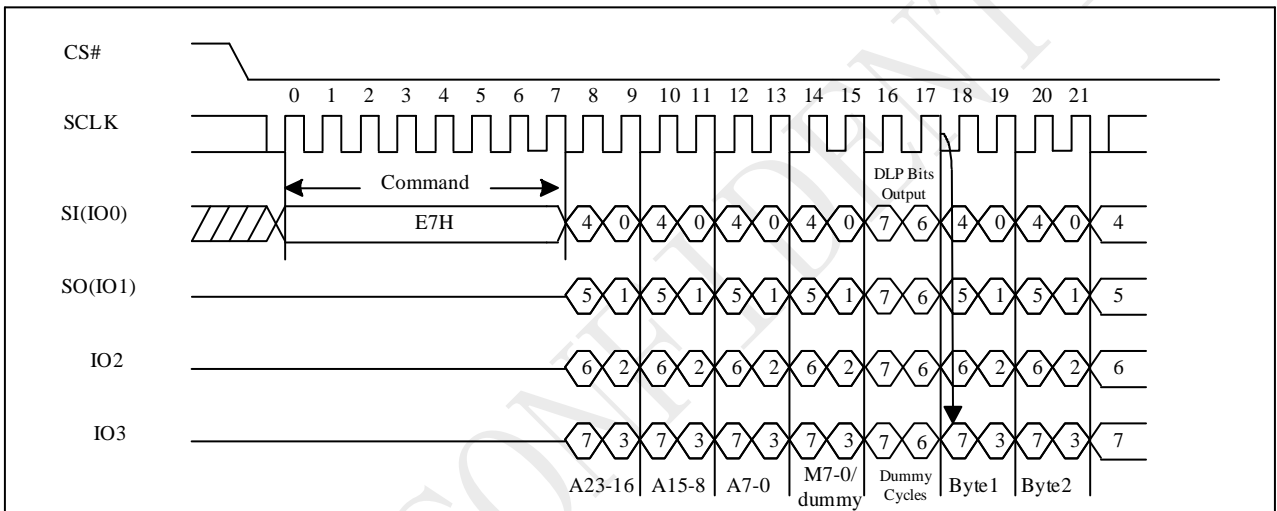 CS#
0 1 2 3 4 5 6 7 8 9 10 11 12 13 14 15 16 17 18 19 20 21
SCLK
Command
DLP Bits
Output
SI(IO0)
E7H
4 0 4 0 4 0 4 0 7 6 4 0 4 0 4
SO(IO1)
5 1 5 1 5 1 5 1 7 6 5 1 5 1 5
IO2
6 2 6 2 6 2 6 2 7 6 6 2 6 2 6
IO3
7 3 7 3 7 3 7 3 7 6 7 3 7 3 7
A23-16 A15-8 A7-0 M7-0/
dummy
Dummy
Cycles
Byte1 Byte2
CONFIDENT